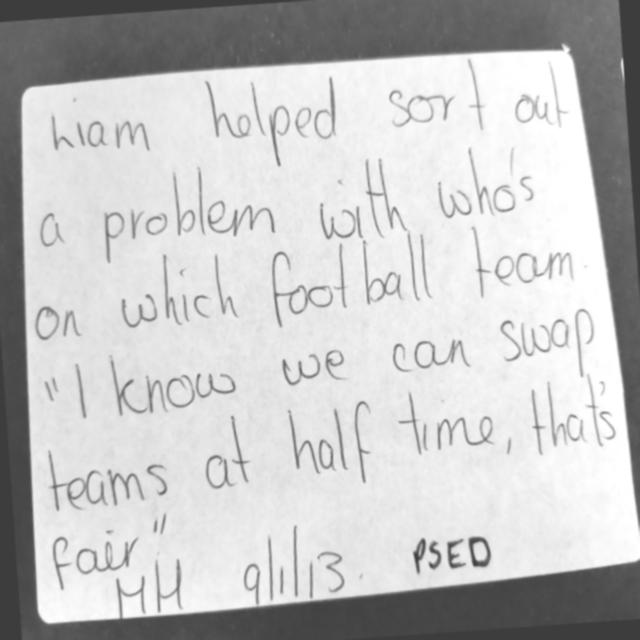 Liam helped sort out
a problem with who's
on which football team.
"I know we can swap
teams at half time, that's
fair"
MH 9/1/13. PSED